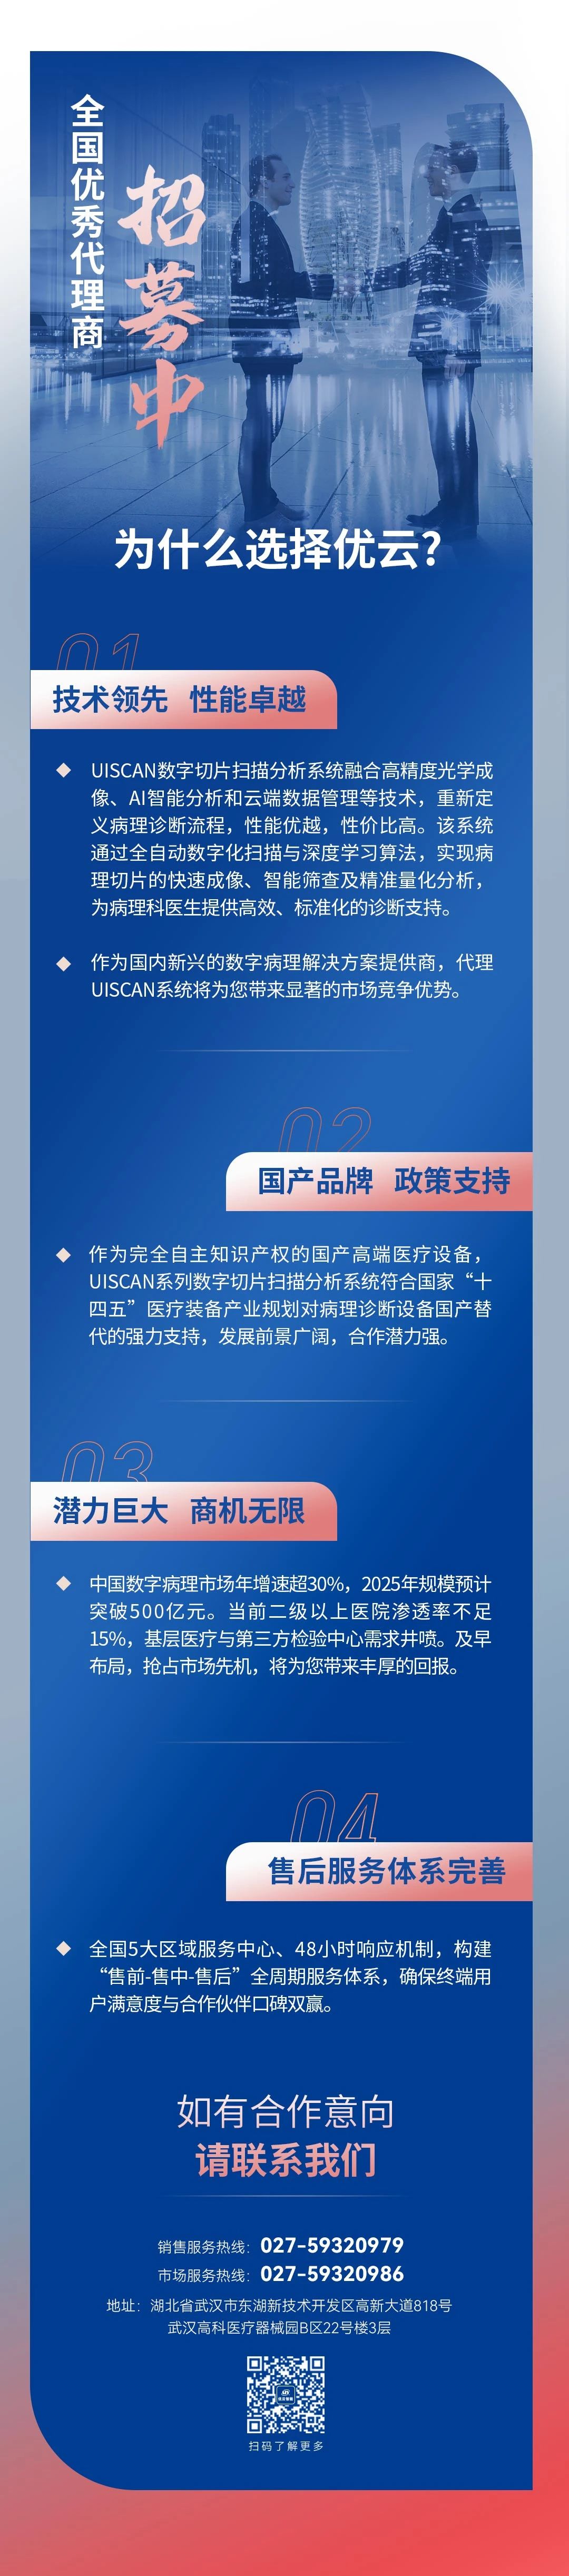 全国优秀代理商
招募中
为什么选择优云?
01
技术领先 性能卓越
UISCAN数字切片扫描分析系统融合高精度光学成
像、AI智能分析和云端数据管理等技术，重新定
义病理诊断流程，性能优越，性价比高。该系统
通过全自动数字化扫描与深度学习算法，实现病
理切片的快速成像、智能筛查及精准量化分析，
为病理科医生提供高效、标准化的诊断支持。
作为国内新兴的数字病理解决方案提供商，代理
UISCAN系统将为您带来显著的市场竞争优势。
02
国产品牌 政策支持
作为完全自主知识产权的国产高端医疗设备，
UISCAN系列数字切片扫描分析系统符合国家“十
四五”医疗装备产业规划对病理诊断设备国产替
代的强力支持，发展前景广阔，合作潜力强。
03
潜力巨大 商机无限
中国数字病理市场年增速超30%，2025年规模预计
突破500亿元。当前二级以上医院渗透率不足
15%，基层医疗与第三方检验中心需求井喷。及早
布局，抢占市场先机，将为您带来丰厚的回报。
04
售后服务体系完善
全国5大区域服务中心、48小时响应机制，构建
“售前-售中-售后”全周期服务体系，确保终端用
户满意度与合作伙伴口碑双赢。
如有合作意向
请联系我们
销售服务热线：027-59320979
市场服务热线：027-59320986
地址：湖北省武汉市东湖新技术开发区高新大道818号
武汉高科医疗器械园B区22号楼3层
扫码了解更多